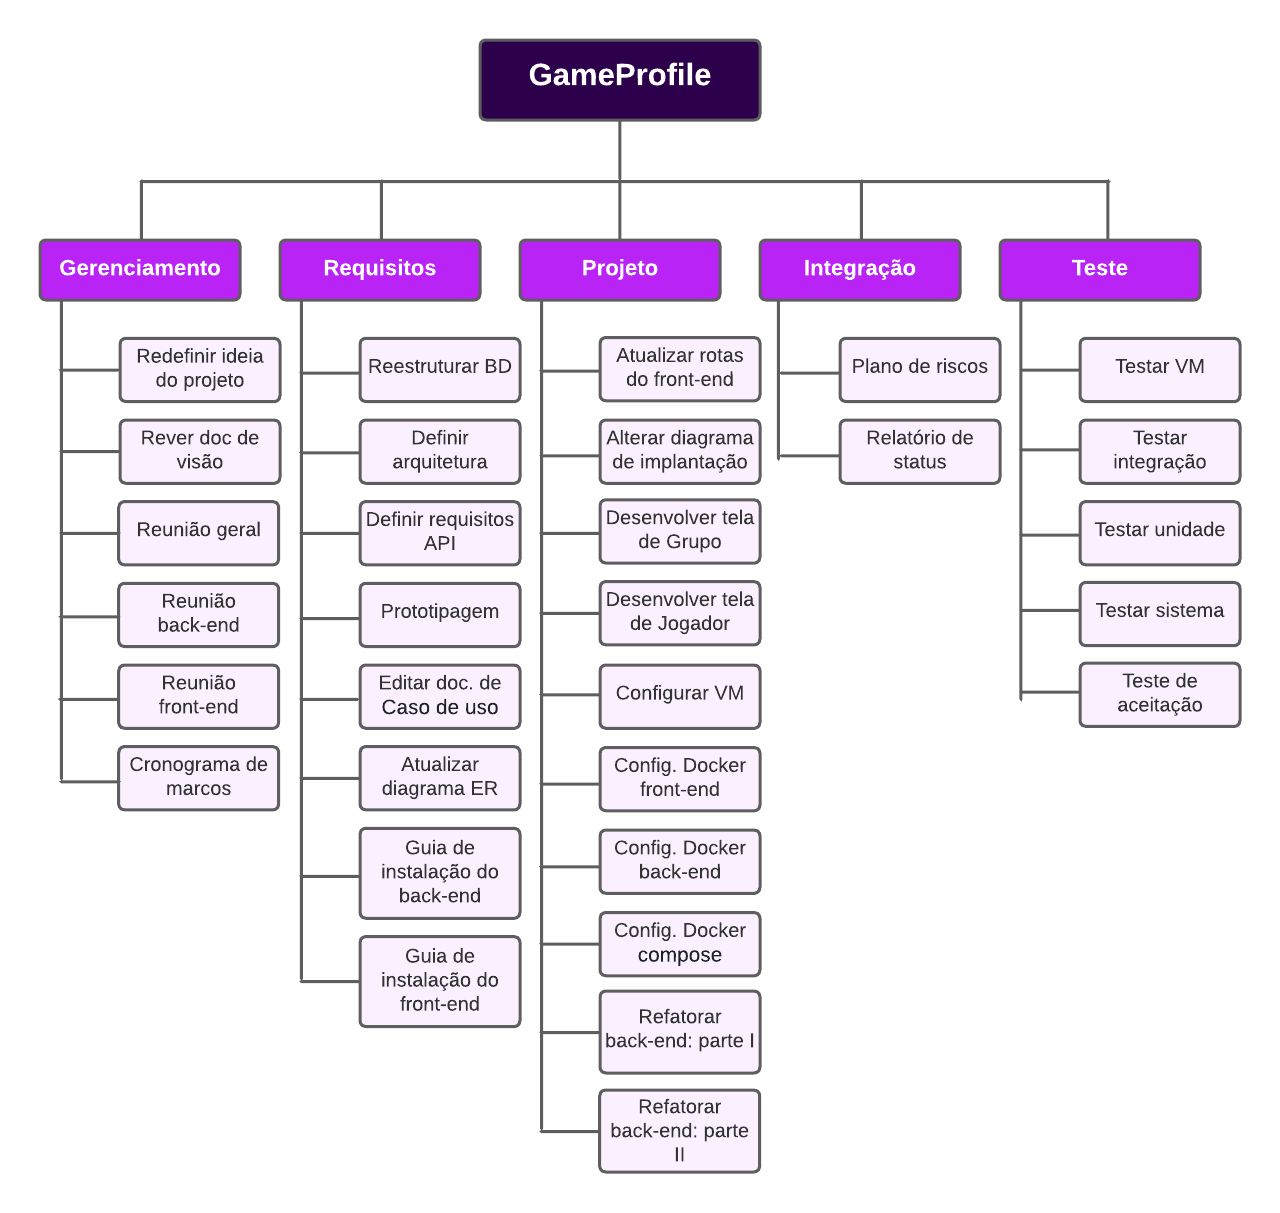 GameProfile
Gerenciamento
Redefinir ideia
do projeto
Rever doc de
visão
Reunião geral
Reunião
back-end
Reunião
front-end
Cronograma de
marcos
Requisitos
Reestruturar BD
Definir
arquitetura
Definir requisitos
API
Prototipagem
Editar doc. de
Caso de uso
Atualizar
diagrama ER
Guia de
instalação do
back-end
Guia de
instalação do
front-end
Projeto
Atualizar rotas
do front-end
Alterar diagrama
de implantação
Desenvolver tela
de Grupo
Desenvolver tela
de Jogador
Configurar VM
Config. Docker
front-end
Config. Docker
back-end
Config. Docker
compose
Refatorar
back-end: parte I
Refatorar
back-end: parte
II
Integração
Plano de riscos
Relatório de
status
Teste
Testar VM
Testar
integração
Testar unidade
Testar sistema
Teste de
aceitação